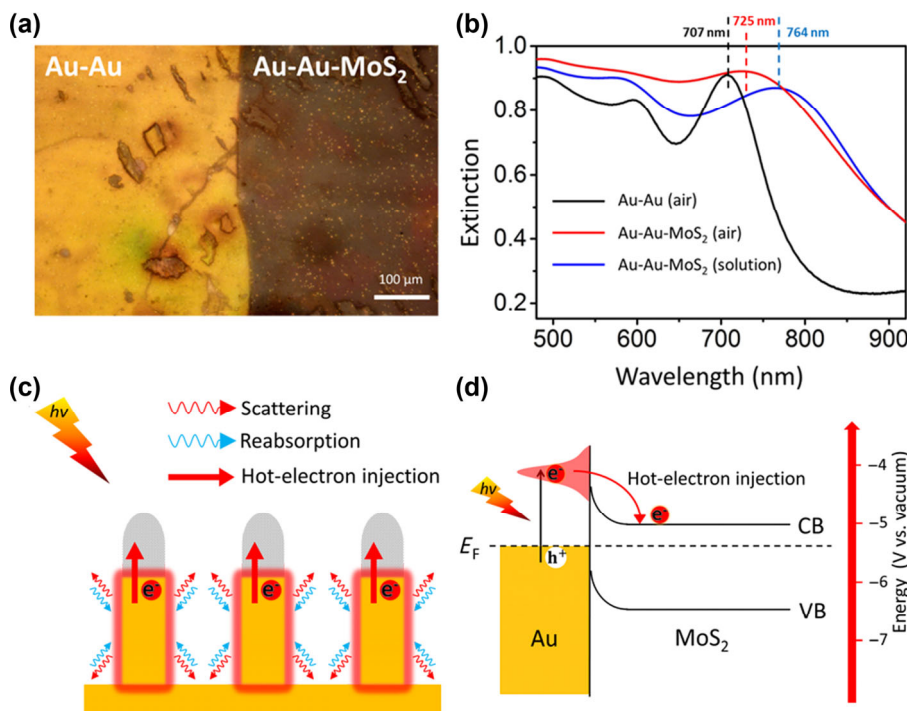 (a)
Au-Au
Au-Au-MoS₂
100 μm
(b)
707 nm
725 nm
764 nm
Extinction
1.0
0.8
0.6
0.4
0.2
Au-Au (air)
Au-Au-MoS₂ (air)
Au-Au-MoS₂ (solution)
500 600 700 800 900
Wavelength (nm)
(c)
hν
Scattering
Reabsorption
Hot-electron injection
e⁻ e⁻ e⁻
(d)
hν
e⁻
Hot-electron injection
e⁻
CB
E_F
h⁺
VB
Au
MoS₂
−4
−5
−6
−7
Energy (V vs. vacuum)